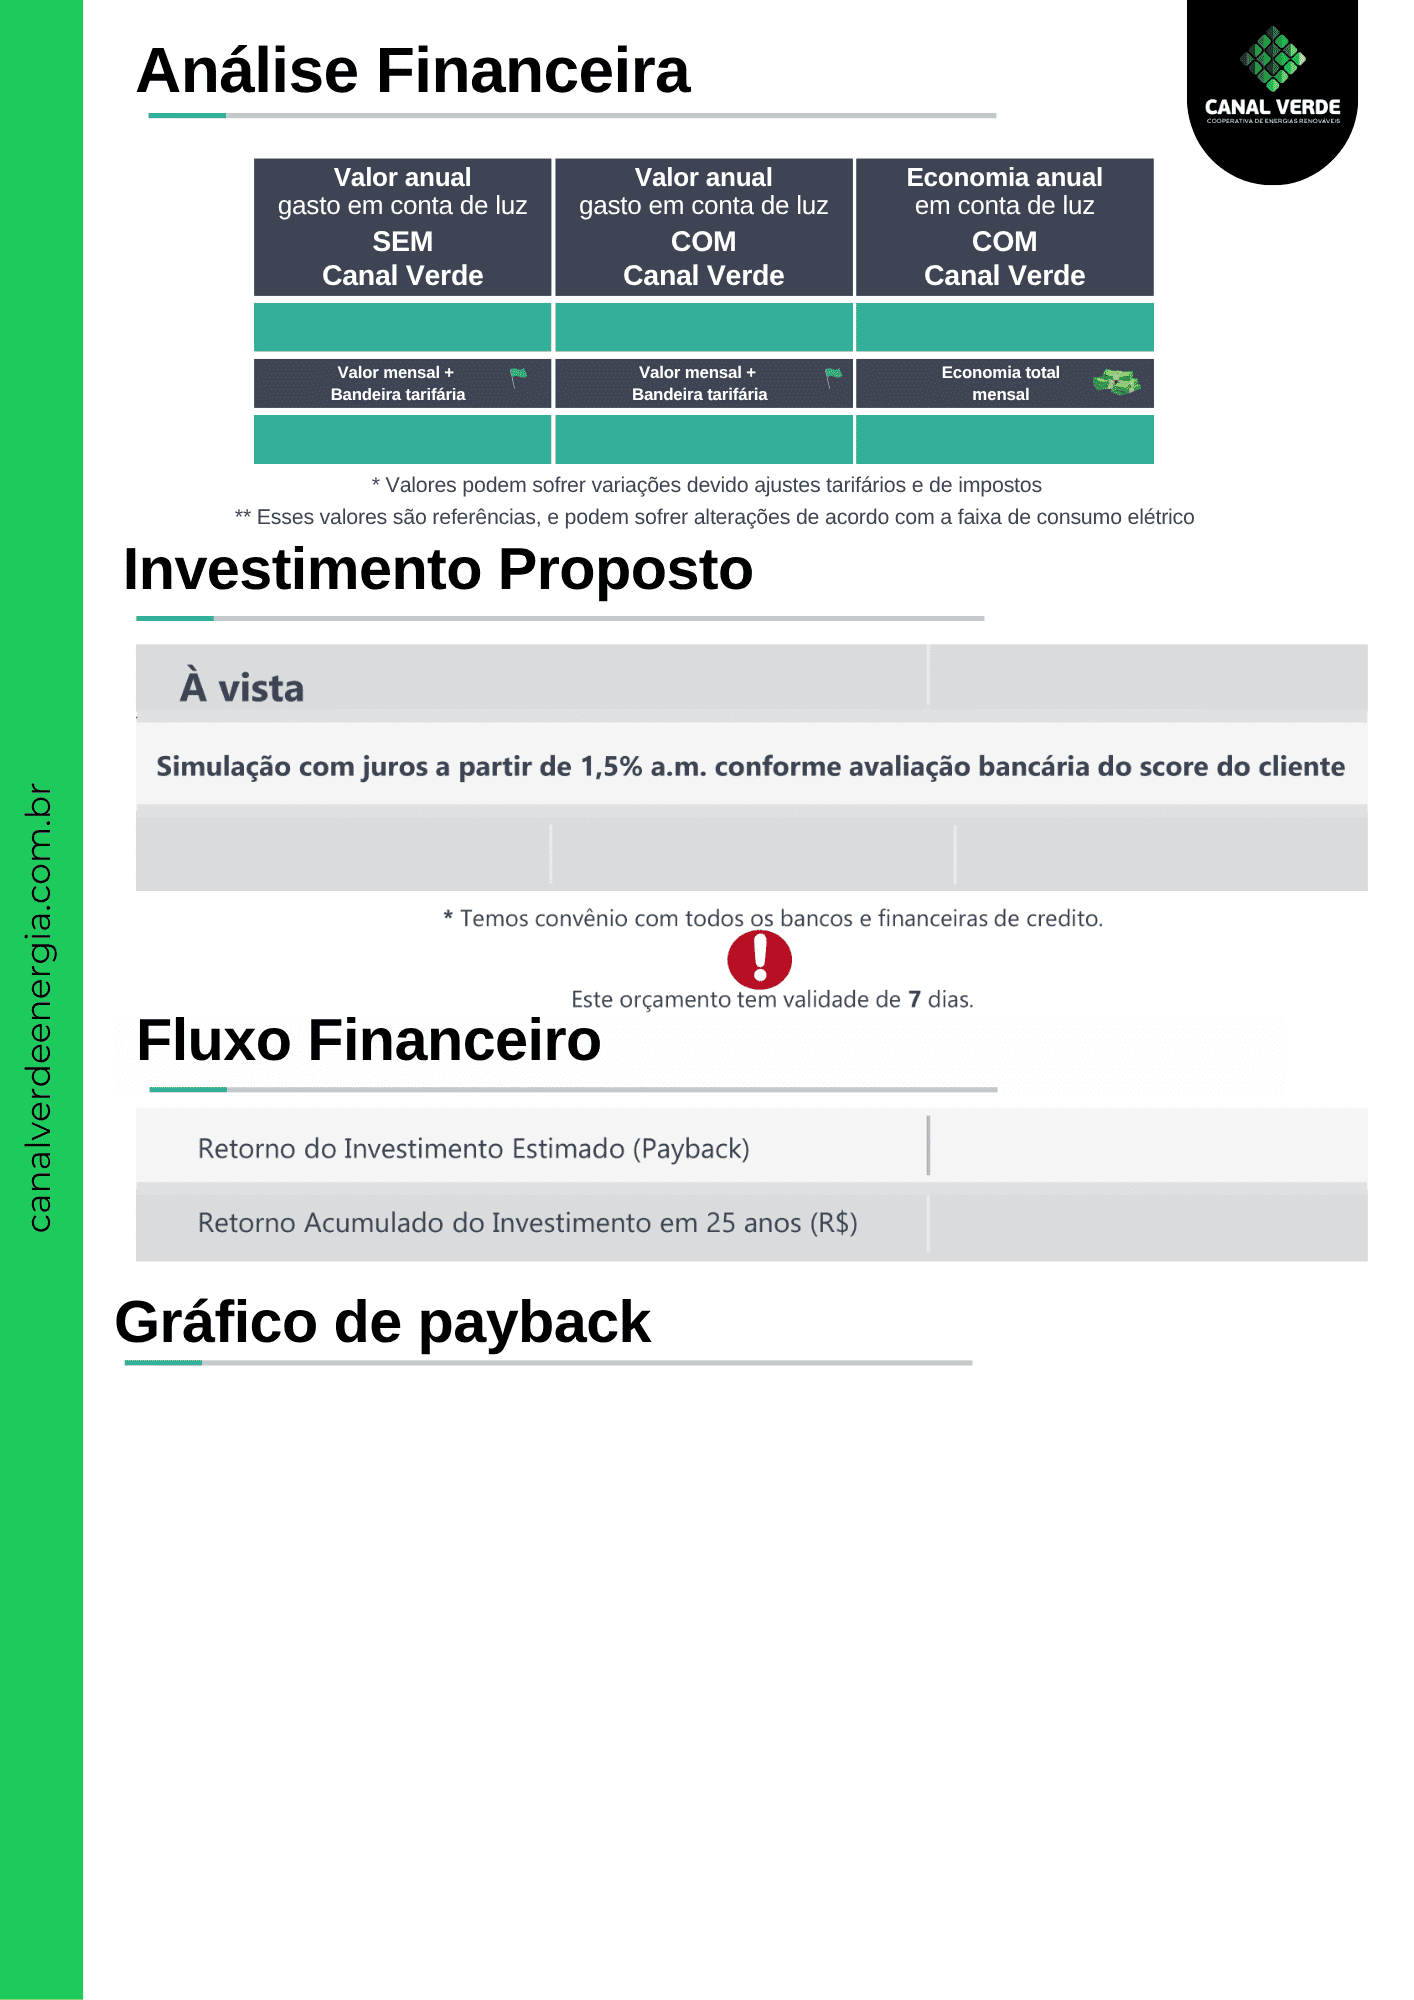 Análise Financeira
CANAL VERDE
COOPERATIVA DE ENERGIAS RENOVÁVEIS
Valor anual
gasto em conta de luz
SEM
Canal Verde
Valor anual
gasto em conta de luz
COM
Canal Verde
Economia anual
em conta de luz
COM
Canal Verde
Valor mensal +
Bandeira tarifária
Valor mensal +
Bandeira tarifária
Economia total
mensal
* Valores podem sofrer variações devido ajustes tarifários e de impostos
** Esses valores são referências, e podem sofrer alterações de acordo com a faixa de consumo elétrico
Investimento Proposto
À vista
Simulação com juros a partir de 1,5% a.m. conforme avaliação bancária do score do cliente
* Temos convênio com todos os bancos e financeiras de credito.
Este orçamento tem validade de 7 dias.
Fluxo Financeiro
Retorno do Investimento Estimado (Payback)
Retorno Acumulado do Investimento em 25 anos (R$)
Gráfico de payback
canalverdeenergia.com.br